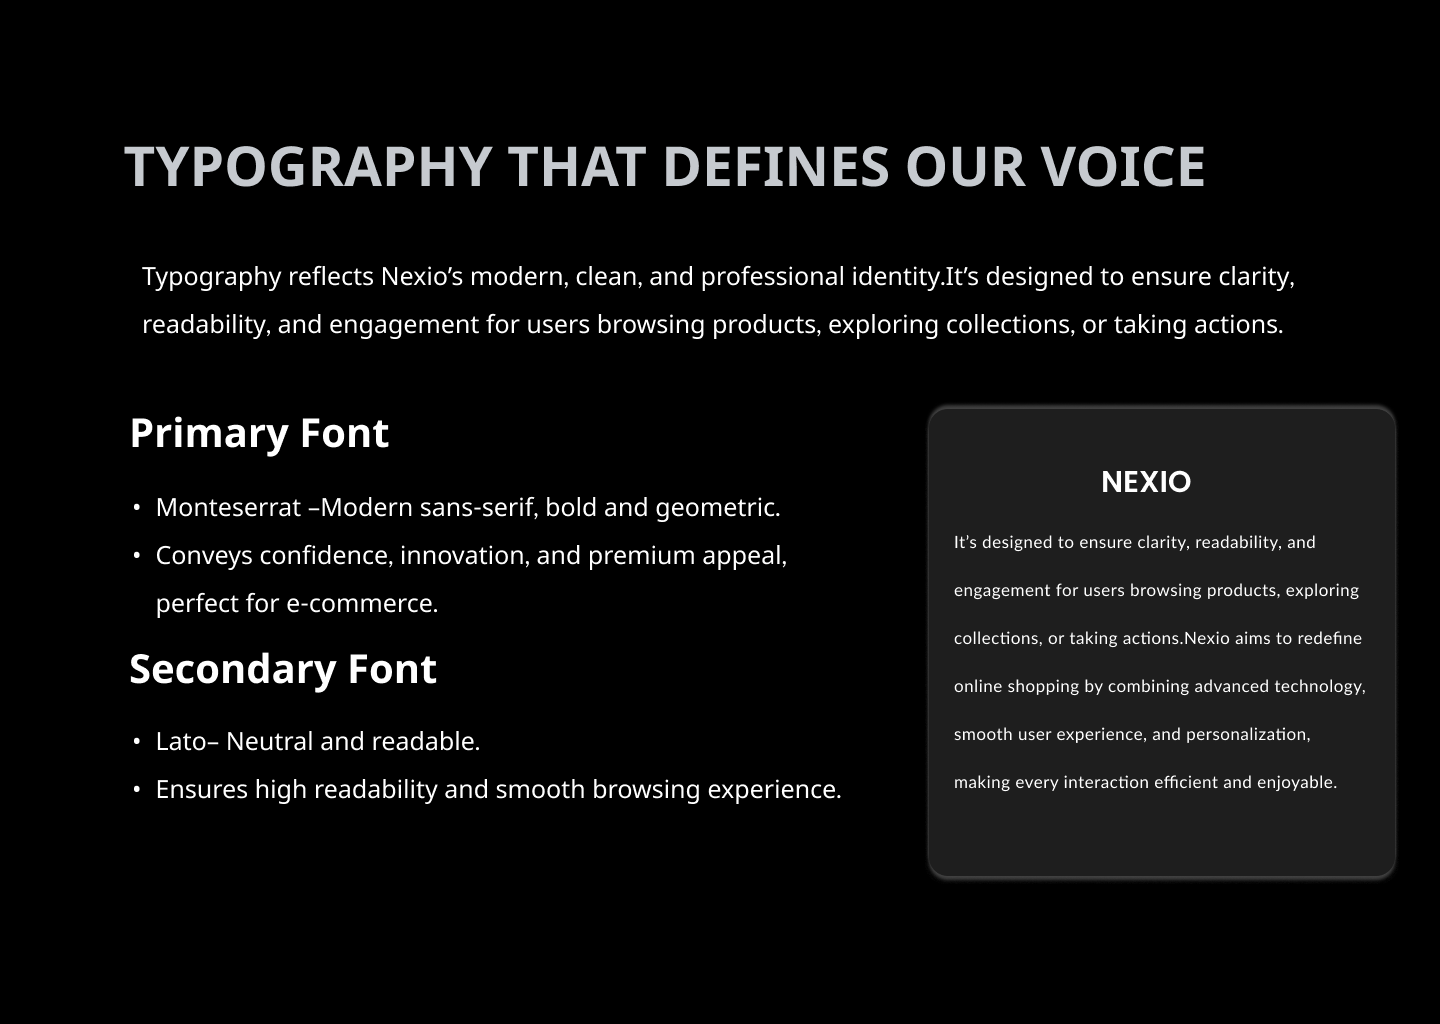 TYPOGRAPHY THAT DEFINES OUR VOICE
Typography reflects Nexio’s modern, clean, and professional identity.It’s designed to ensure clarity,
readability, and engagement for users browsing products, exploring collections, or taking actions.
Primary Font
• Monteserrat –Modern sans-serif, bold and geometric.
• Conveys confidence, innovation, and premium appeal,
perfect for e-commerce.
Secondary Font
• Lato– Neutral and readable.
• Ensures high readability and smooth browsing experience.
NEXIO
It’s designed to ensure clarity, readability, and
engagement for users browsing products, exploring
collections, or taking actions.Nexio aims to redefine
online shopping by combining advanced technology,
smooth user experience, and personalization,
making every interaction efficient and enjoyable.